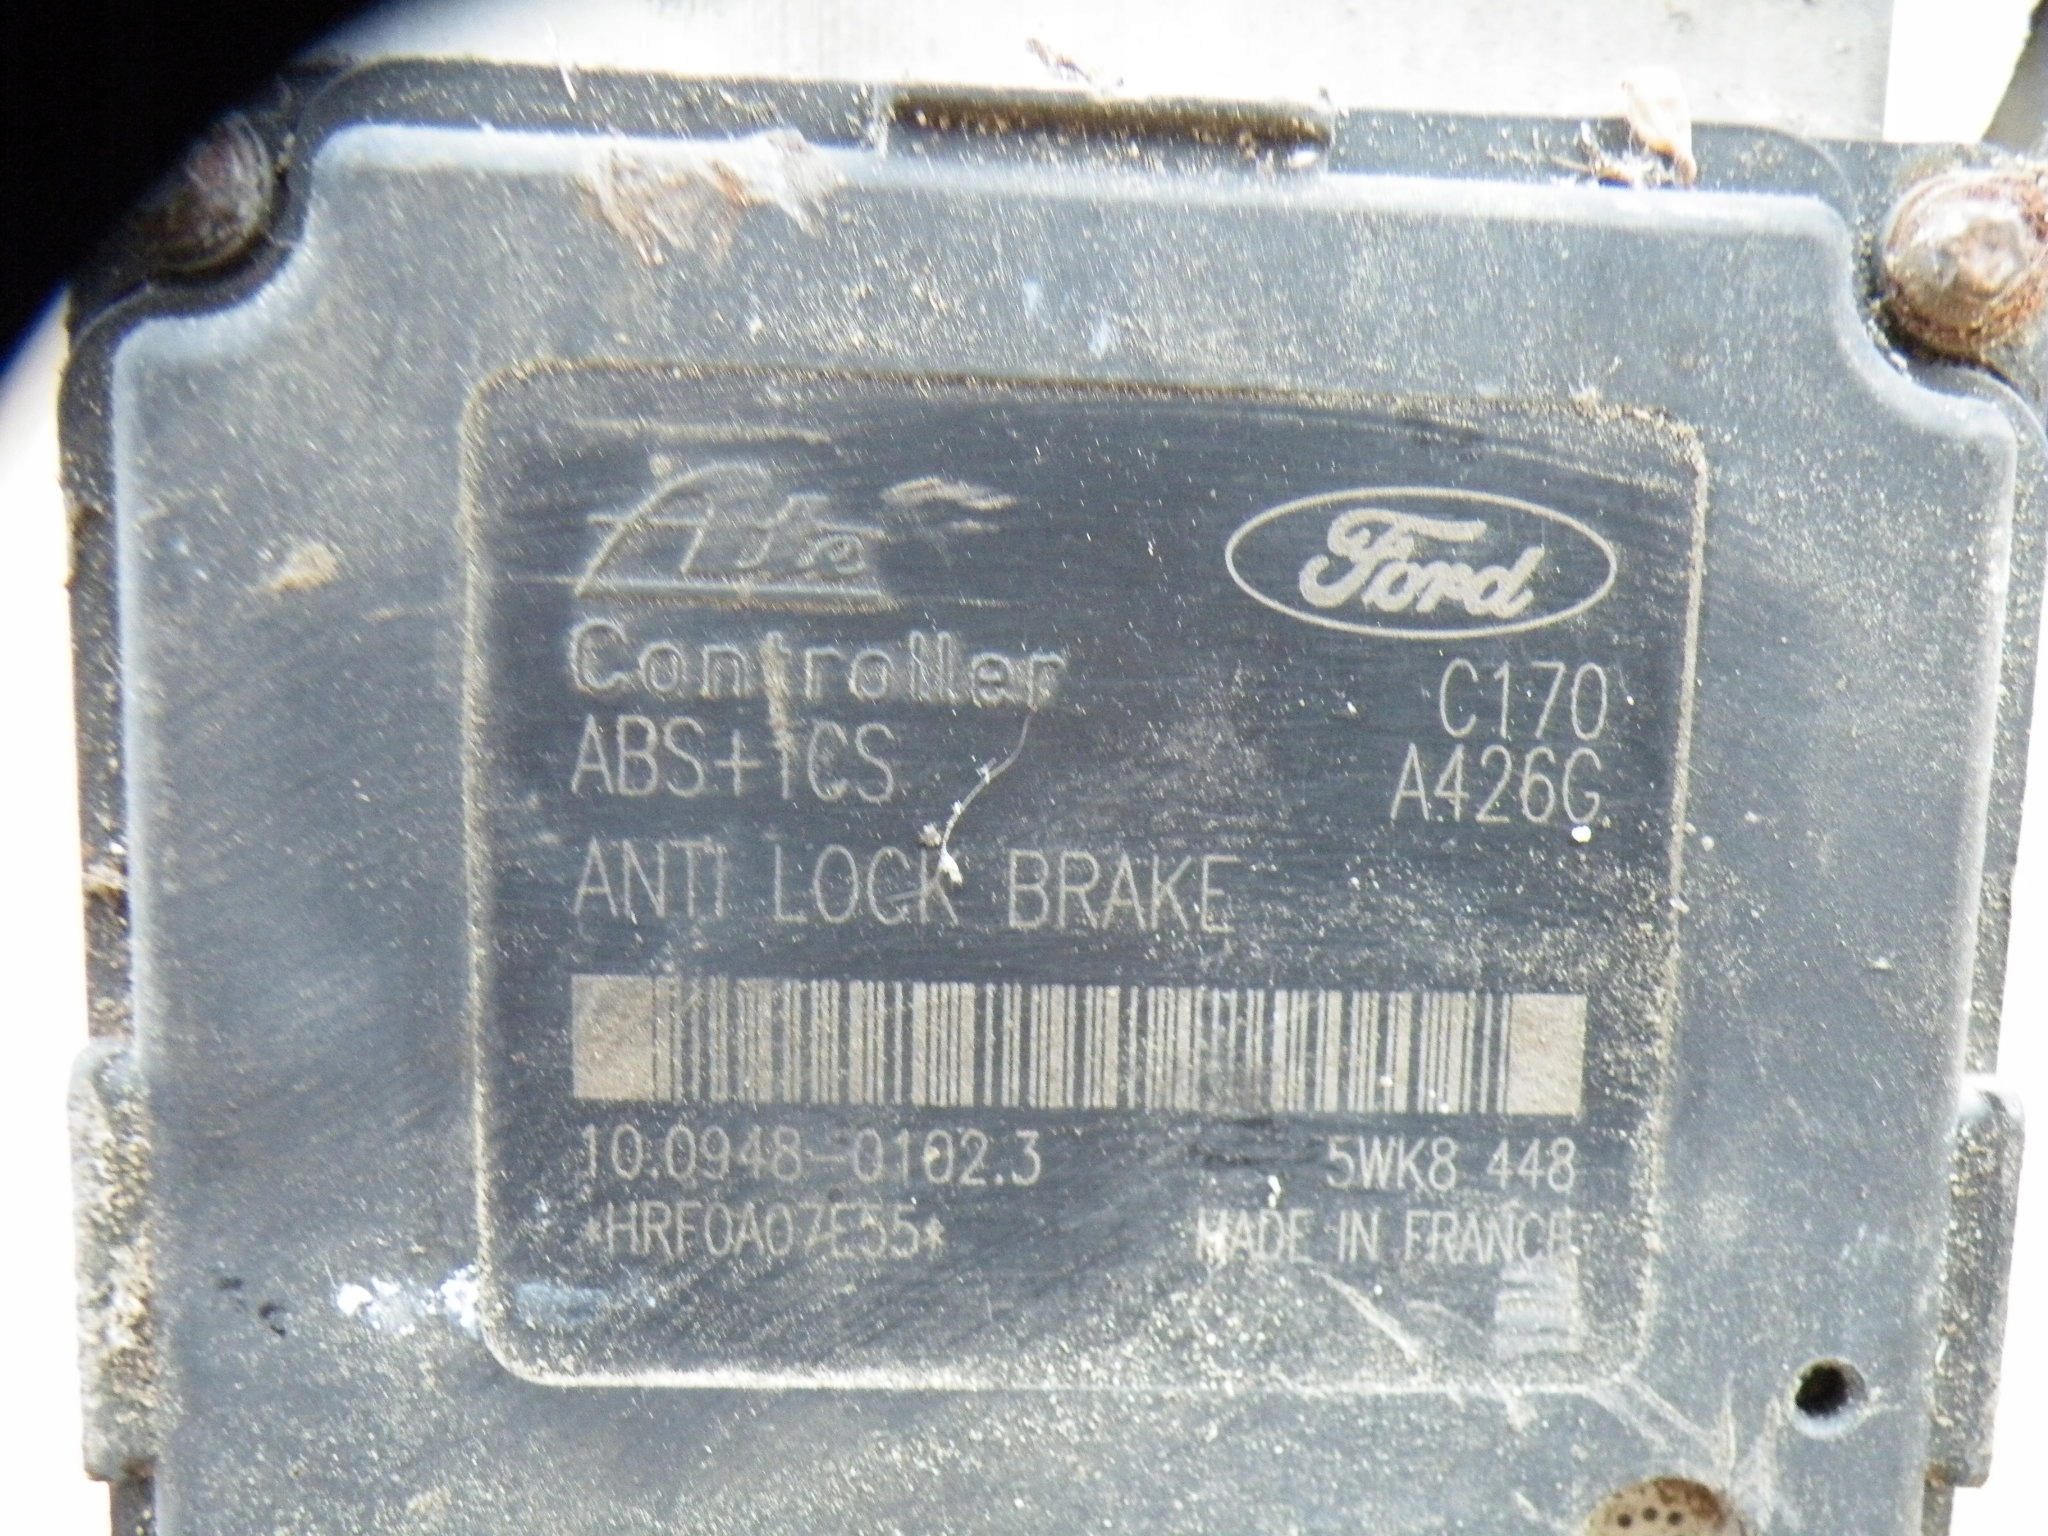 Ate
Ford
Controller
C170
ABS+TCS
A426G
ANTI LOCK BRAKE
10.0948-0102.3
5WK8 448
*HRF0A07E55*
MADE IN FRANCE